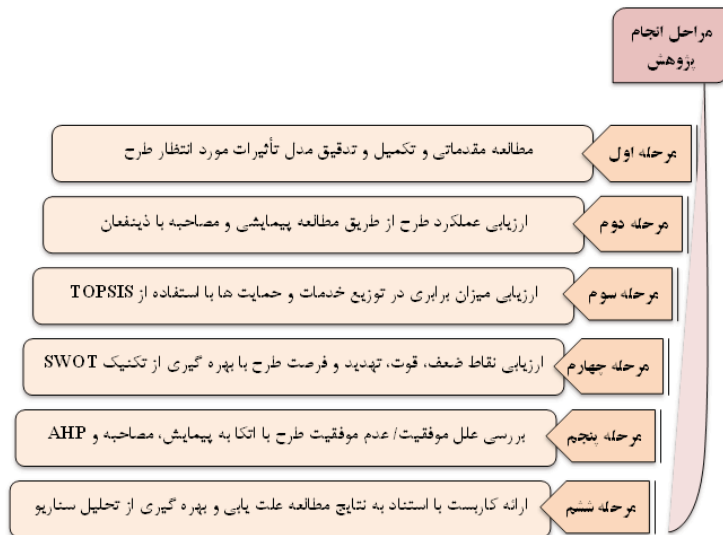 مراحل انجام
پژوهش
مرحله اول
مطالعه مقدماتی و تکمیل و تدقیق مدل تأثیرات مورد انتظار طرح
مرحله دوم
ارزیابی عملکرد طرح از طریق مطالعه پیمایشی و مصاحبه با ذینفعان
مرحله سوم
ارزیابی میزان برابری در توزیع خدمات و حمایت ها با استفاده از TOPSIS
مرحله چهارم
ارزیابی نقاط ضعف، قوت، تهدید و فرصت طرح با بهره گیری از تکنیک SWOT
مرحله پنجم
بررسی علل موفقیت/ عدم موفقیت طرح با اتکا به پیمایش، مصاحبه و AHP
مرحله ششم
ارائه کاربست با استناد به نتایج مطالعه علت یابی و بهره گیری از تحلیل سناریو